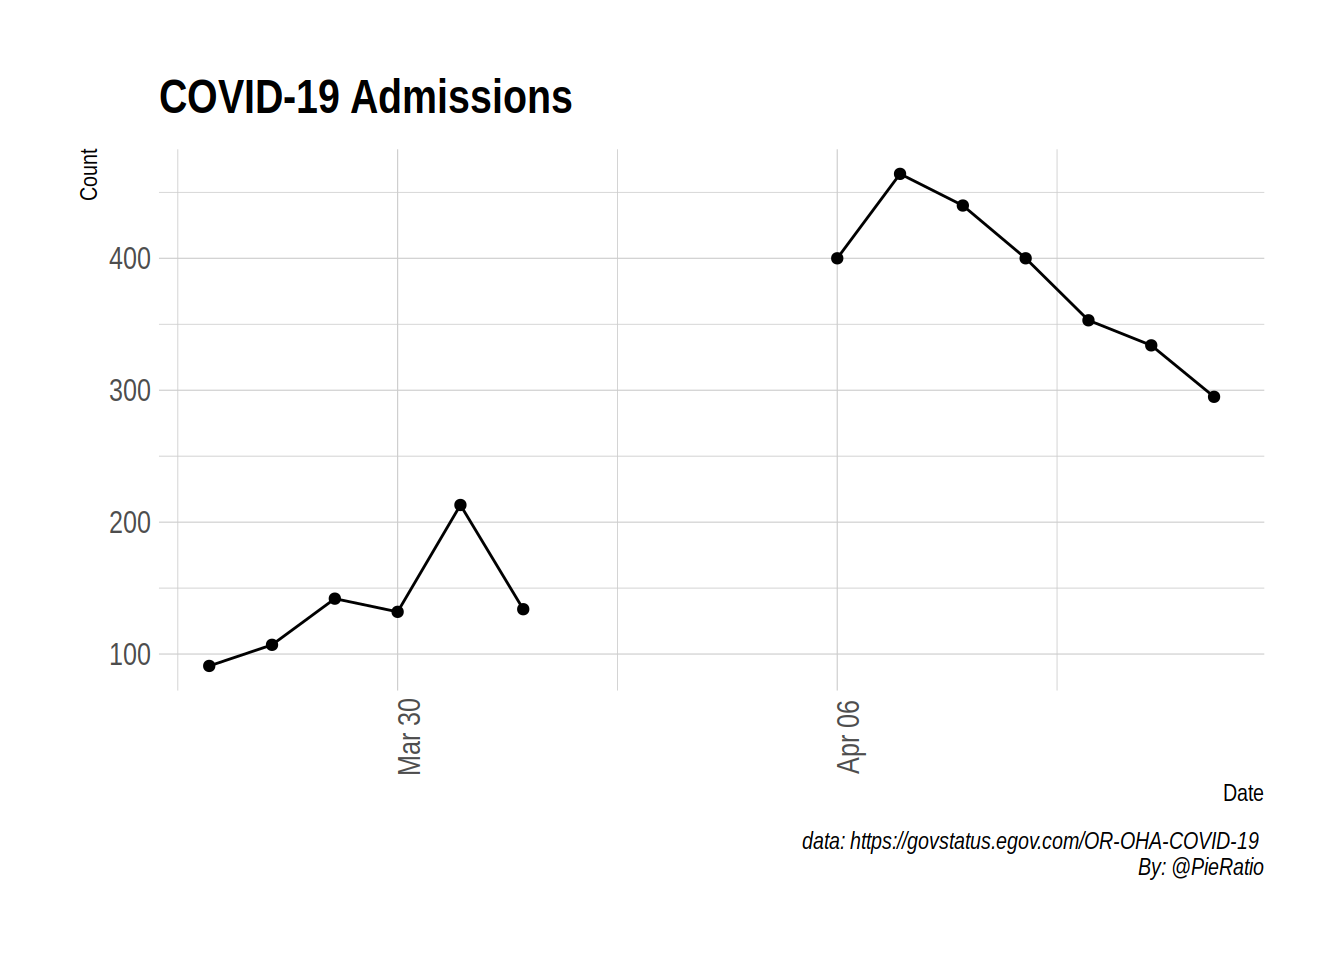 COVID-19 Admissions
Count
400
300
200
100
Mar 30
Apr 06
Date
data: https://govstatus.egov.com/OR-OHA-COVID-19
By: @PieRatio